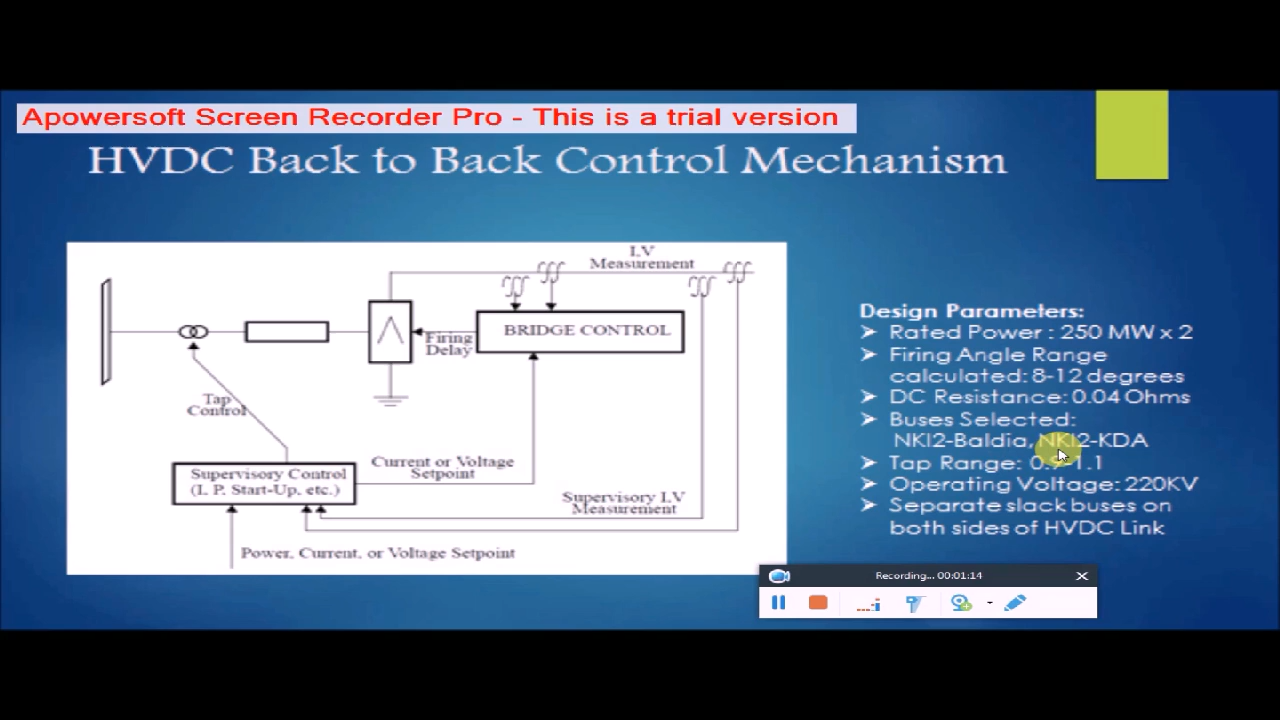 Apowersoft Screen Recorder Pro - This is a trial version
HVDC Back to Back Control Mechanism
I,V
Measurement
BRIDGE CONTROL
Firing
Delay
Tap
Control
Supervisory Control
(I, P, Start-Up, etc.)
Current or Voltage
Setpoint
Supervisory I,V
Measurement
Power, Current, or Voltage Setpoint
Design Parameters:
Rated Power : 250 MW x 2
Firing Angle Range
calculated: 8-12 degrees
DC Resistance: 0.04 Ohms
Buses Selected:
NKI2-Baldia, NKI2-KDA
Tap Range: 0.9-1.1
Operating Voltage: 220KV
Separate slack buses on
both sides of HVDC Link
Recording... 00:01:14